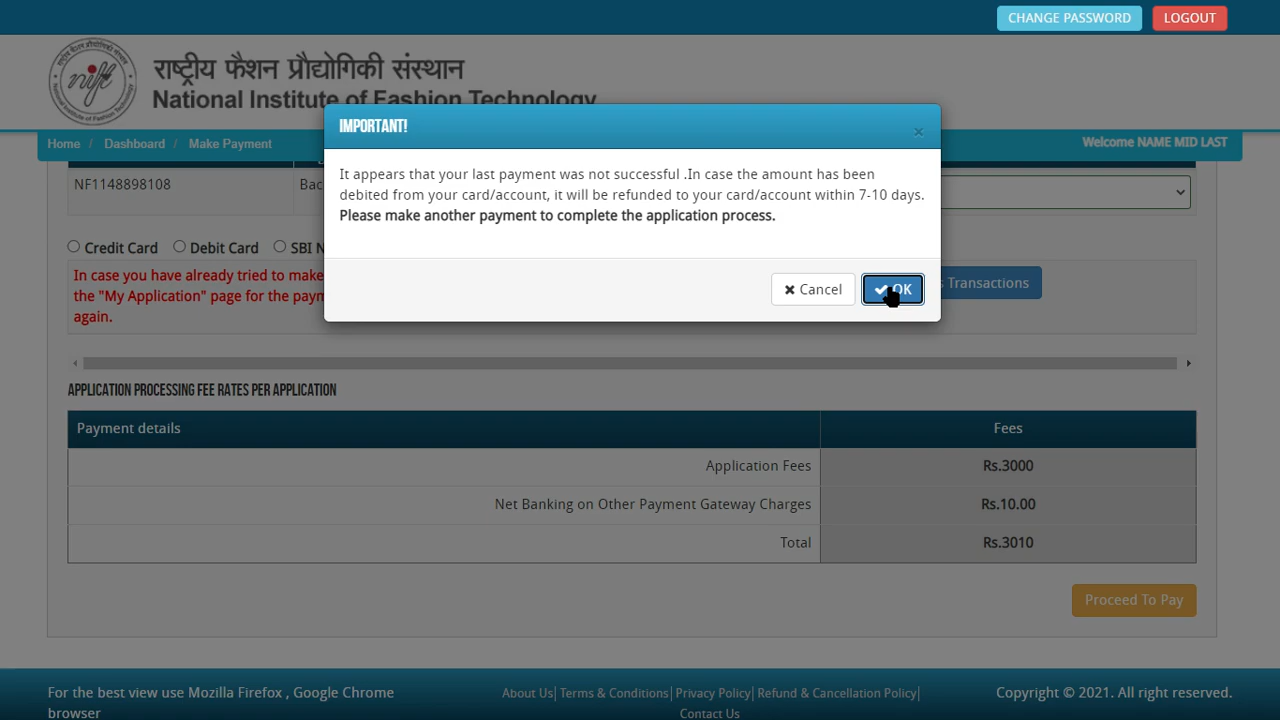 CHANGE PASSWORD LOGOUT
राष्ट्रीय फैशन प्रौद्योगिकी संस्थान
National Institute of Fashion Technology
nift
Home / Dashboard / Make Payment Welcome NAME MID LAST
IMPORTANT! ×
It appears that your last payment was not successful .In case the amount has been
debited from your card/account, it will be refunded to your card/account within 7-10 days.
Please make another payment to complete the application process.
Cancel OK
NF1148898108 Bac
Credit Card Debit Card SBI N
In case you have already tried to make
the "My Application" page for the paym
again.
s Transactions
APPLICATION PROCESSING FEE RATES PER APPLICATION
Payment details Fees
Application Fees Rs.3000
Net Banking on Other Payment Gateway Charges Rs.10.00
Total Rs.3010
Proceed To Pay
For the best view use Mozilla Firefox , Google Chrome
browser
About Us| Terms & Conditions| Privacy Policy| Refund & Cancellation Policy|
Contact Us
Copyright © 2021. All right reserved.